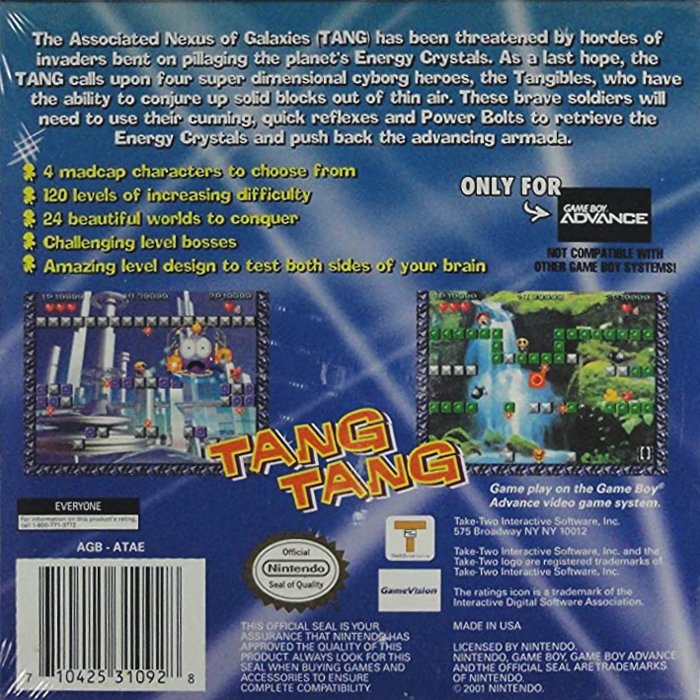 The Associated Nexus of Galaxies (TANG) has been threatened by hordes of
invaders bent on pillaging the planet's Energy Crystals. As a last hope, the
TANG calls upon four super dimensional cyborg heroes, the Tangibles, who have
the ability to conjure up solid blocks out of thin air. These brave soldiers will
need to use their cunning, quick reflexes and Power Bolts to retrieve the
Energy Crystals and push back the advancing armada.
4 madcap characters to choose from
120 levels of increasing difficulty
24 beautiful worlds to conquer
Challenging level bosses
Amazing level design to test both sides of your brain
ONLY FOR
GAME BOY
ADVANCE
NOT COMPATIBLE WITH
OTHER GAME BOY SYSTEMS!
TANG
TANG
Game play on the Game Boy®
Advance video game system.
EVERYONE
For information on this product's rating,
call 1-800-771-3772.
AGB - ATAE
7 10425 31092 8
Official
Nintendo
Seal of Quality
THIS OFFICIAL SEAL IS YOUR
ASSURANCE THAT NINTENDO HAS
APPROVED THE QUALITY OF THIS
PRODUCT. ALWAYS LOOK FOR THIS
SEAL WHEN BUYING GAMES AND
ACCESSORIES TO ENSURE
COMPLETE COMPATIBILITY.
T
GameVision
Take-Two Interactive Software, Inc.
575 Broadway NY NY 10012
Take-Two Interactive Software, Inc. and the
Take-Two logo are registered trademarks of
Take-Two Interactive Software, Inc.
The ratings icon is a trademark of the
Interactive Digital Software Association.
MADE IN USA
LICENSED BY NINTENDO.
NINTENDO, GAME BOY, GAME BOY ADVANCE
AND THE OFFICIAL SEAL ARE TRADEMARKS
OF NINTENDO.
© 2001 NINTENDO.